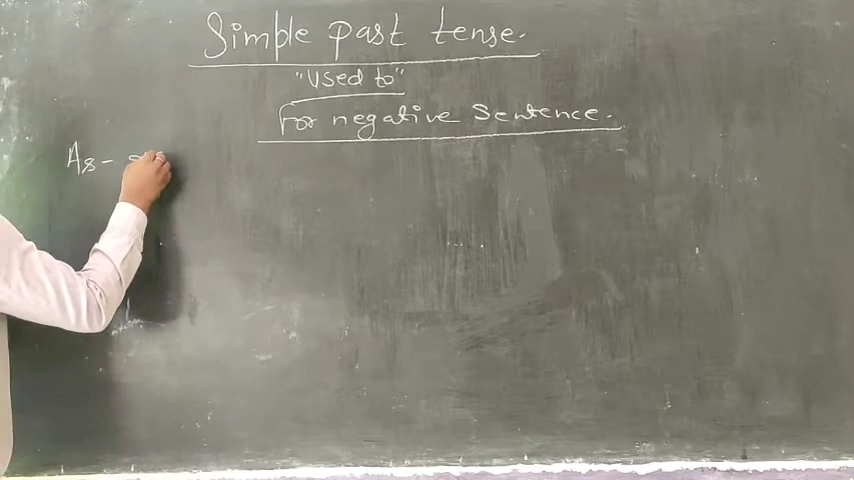 Simple past tense.
"Used to"
For negative sentence.
As -